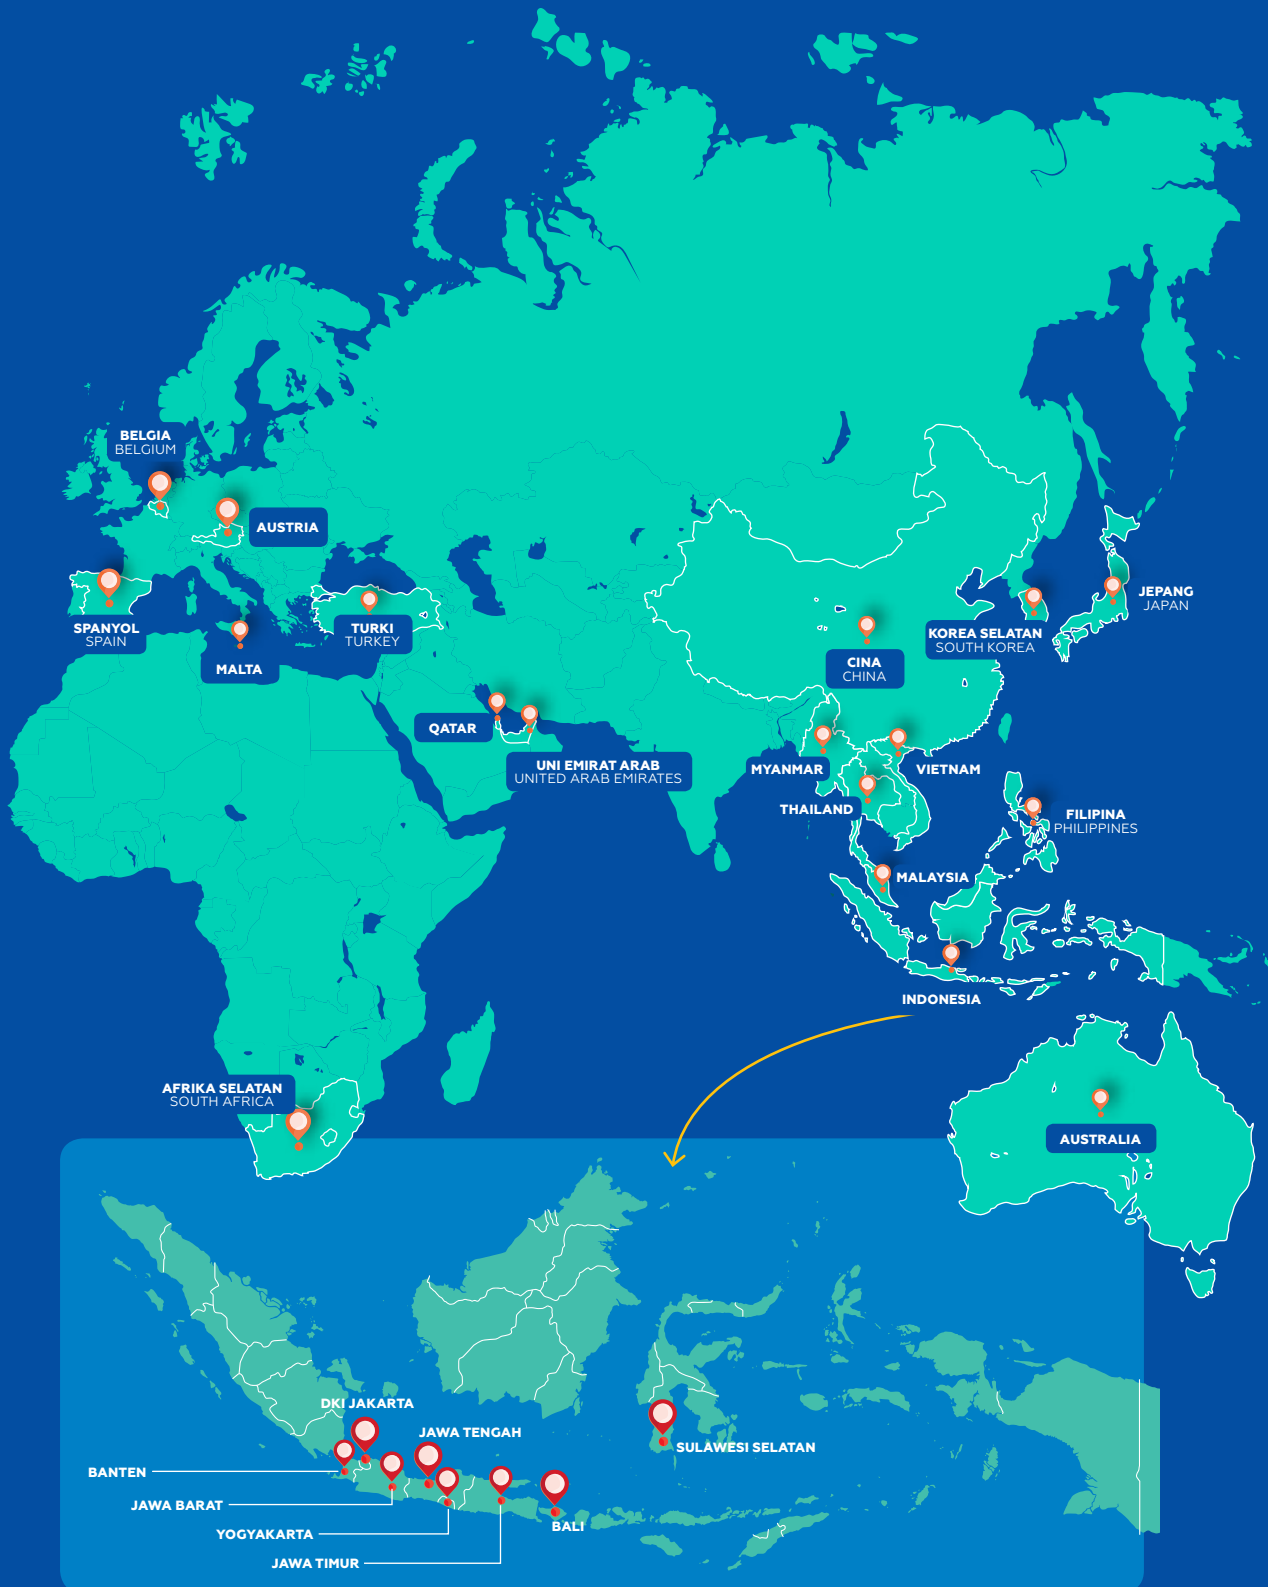 BELGIA
BELGIUM
AUSTRIA
SPANYOL
SPAIN
MALTA
TURKI
TURKEY
JEPANG
JAPAN
KOREA SELATAN
SOUTH KOREA
CINA
CHINA
QATAR
UNI EMIRAT ARAB
UNITED ARAB EMIRATES
MYANMAR
VIETNAM
THAILAND
FILIPINA
PHILIPPINES
MALAYSIA
INDONESIA
AFRIKA SELATAN
SOUTH AFRICA
AUSTRALIA
DKI JAKARTA
JAWA TENGAH
SULAWESI SELATAN
BANTEN
JAWA BARAT
BALI
YOGYAKARTA
JAWA TIMUR